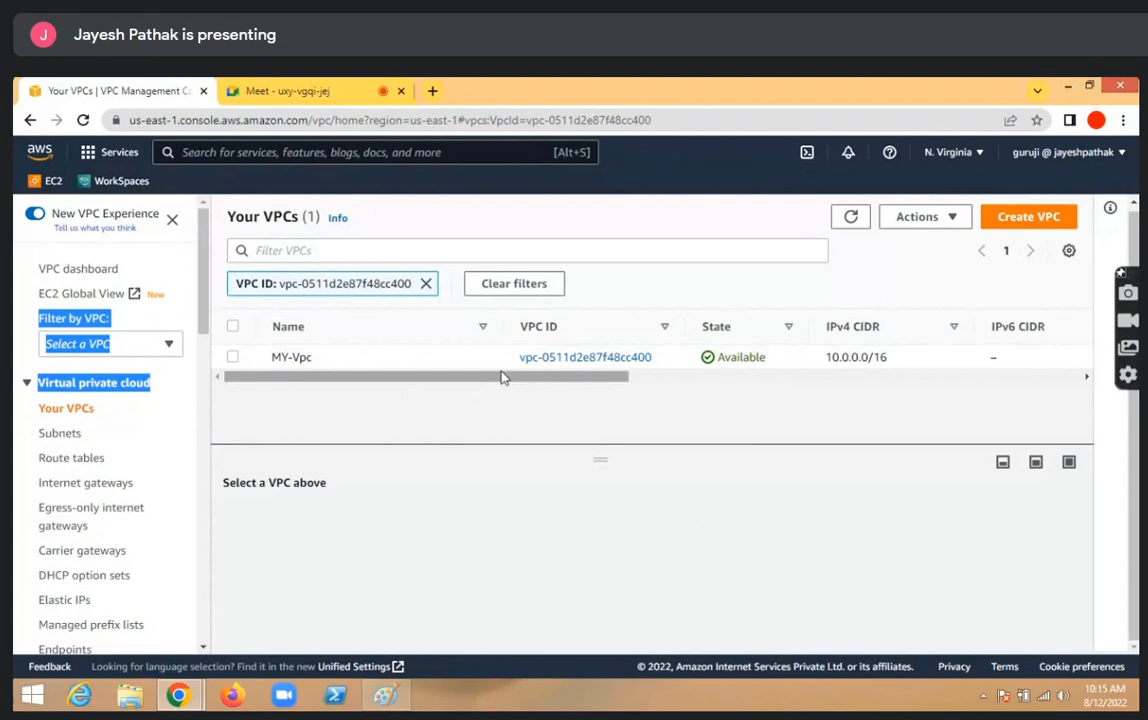 J Jayesh Pathak is presenting
Your VPCs | VPC Management Co
Meet - uxy-vgqi-jej
us-east-1.console.aws.amazon.com/vpc/home?region=us-east-1#vpcs:VpcId=vpc-0511d2e87f48cc400
aws Services Search for services, features, blogs, docs, and more [Alt+S] N. Virginia guruji @ jayeshpathak
EC2 WorkSpaces
New VPC Experience
Tell us what you think
VPC dashboard
EC2 Global View New
Filter by VPC:
Select a VPC
Virtual private cloud
Your VPCs
Subnets
Route tables
Internet gateways
Egress-only internet
gateways
Carrier gateways
DHCP option sets
Elastic IPs
Managed prefix lists
Endpoints
Your VPCs (1) Info Actions Create VPC
Filter VPCs
1
VPC ID: vpc-0511d2e87f48cc400 Clear filters
Name VPC ID State IPv4 CIDR IPv6 CIDR
MY-Vpc vpc-0511d2e87f48cc400 Available 10.0.0.0/16 –
Select a VPC above
Feedback Looking for language selection? Find it in the new Unified Settings © 2022, Amazon Internet Services Private Ltd. or its affiliates. Privacy Terms Cookie preferences
10:15 AM
8/12/2022